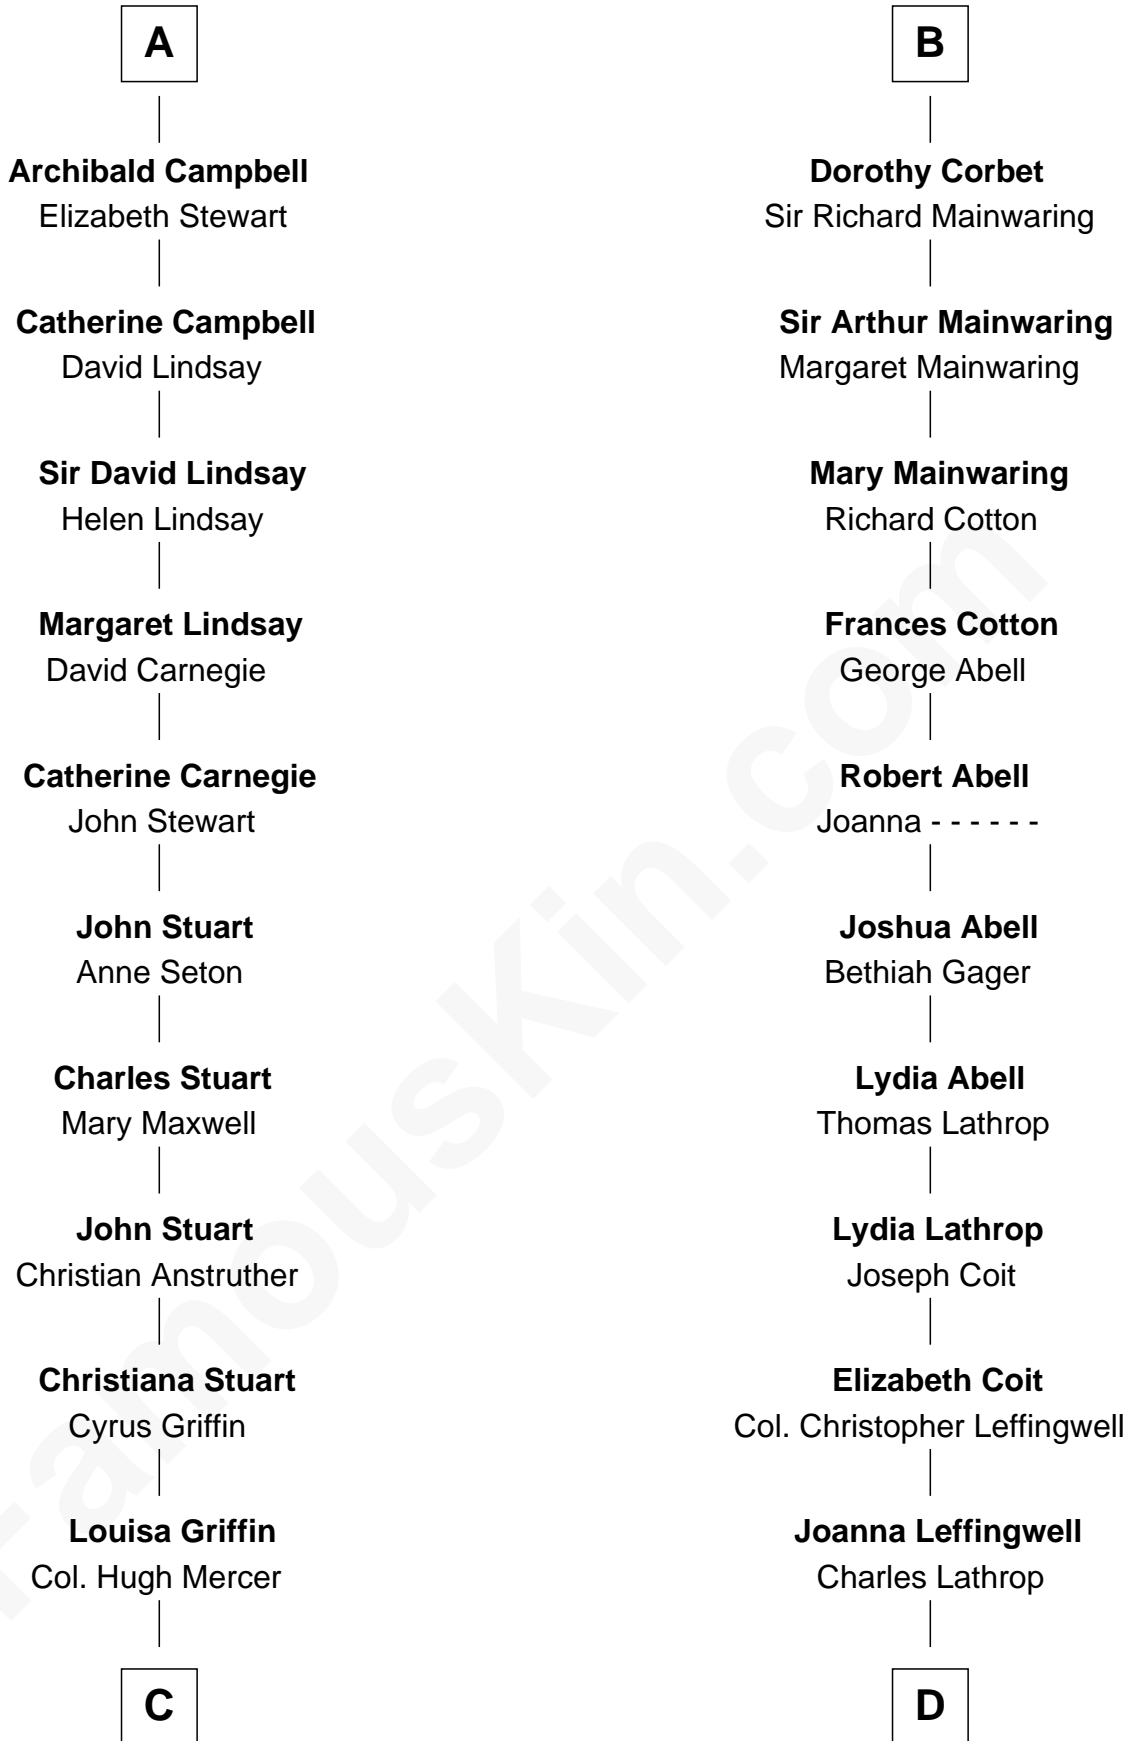 A
Archibald Campbell
Elizabeth Stewart
Catherine Campbell
David Lindsay
Sir David Lindsay
Helen Lindsay
Margaret Lindsay
David Carnegie
Catherine Carnegie
John Stewart
John Stuart
Anne Seton
Charles Stuart
Mary Maxwell
John Stuart
Christian Anstruther
Christiana Stuart
Cyrus Griffin
Louisa Griffin
Col. Hugh Mercer
C
B
Dorothy Corbet
Sir Richard Mainwaring
Sir Arthur Mainwaring
Margaret Mainwaring
Mary Mainwaring
Richard Cotton
Frances Cotton
George Abell
Robert Abell
Joanna - - - - - -
Joshua Abell
Bethiah Gager
Lydia Abell
Thomas Lathrop
Lydia Lathrop
Joseph Coit
Elizabeth Coit
Col. Christopher Leffingwell
Joanna Leffingwell
Charles Lathrop
D
FamousKin.com